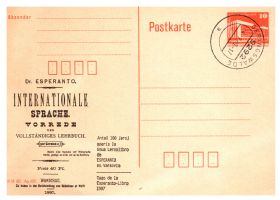 Absender
Postkarte
10
Dr. ESPERANTO.
INTERNATIONALE
SPRACHE.
VORREDE
UND
VOLLSTÄNDIGES LEHRBUCH.
Preis 40 Pf.
WARSCHAU.
1887.
Antaŭ 100 jaroj
aperis la
unua lernolibro
de
ESPERANTO
en Varsovio
Tago de la
Esperanto-Libro
1987